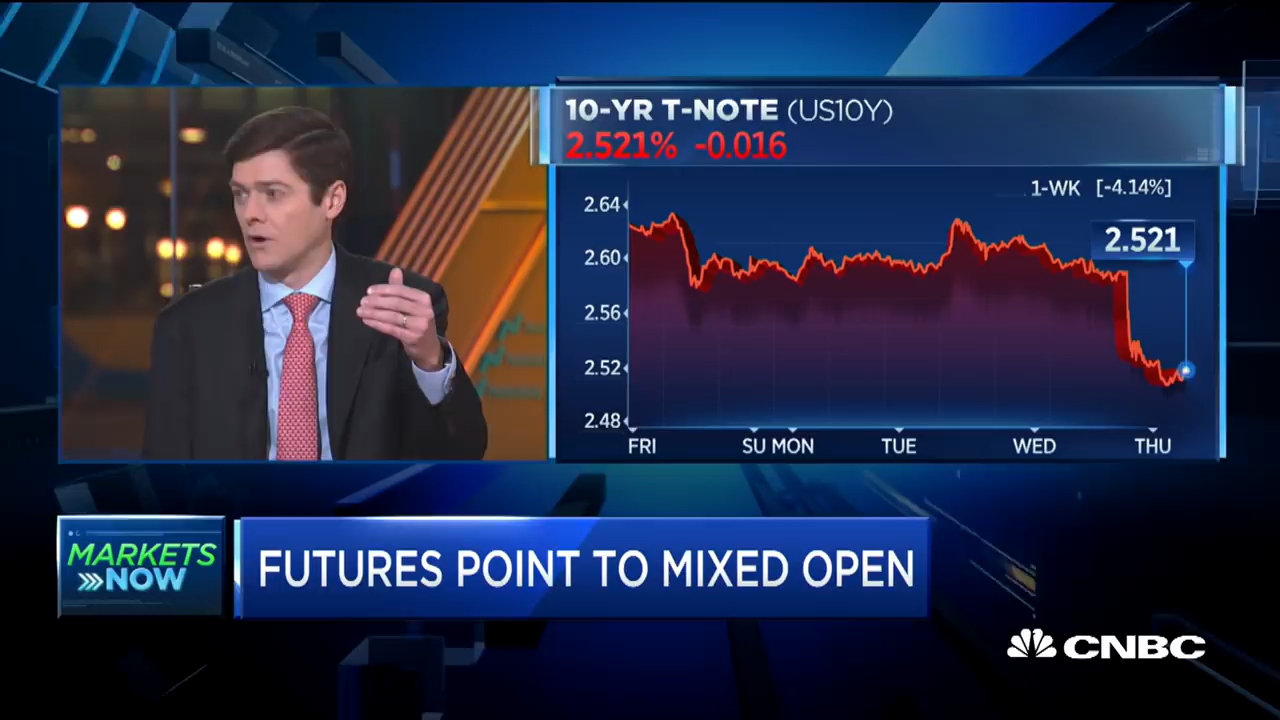 10-YR T-NOTE (US10Y)
2.521% -0.016
1-WK [-4.14%]
2.521
2.64
2.60
2.56
2.52
2.48
FRI SU MON TUE WED THU
MARKETS
NOW
FUTURES POINT TO MIXED OPEN
CNBC